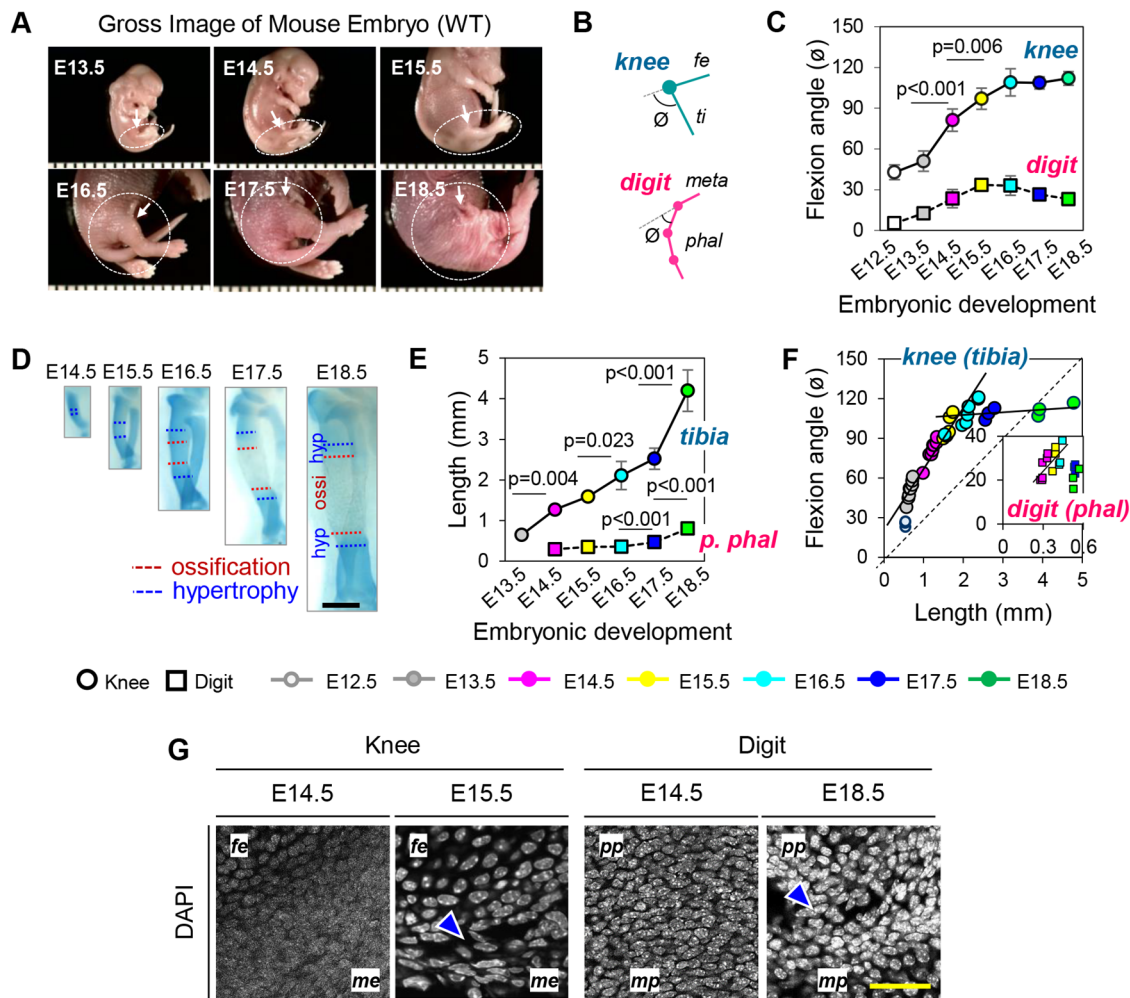 A
Gross Image of Mouse Embryo (WT)
E13.5
E14.5
E15.5
E16.5
E17.5
E18.5
B
knee
fe
ti
Ø
digit
meta
phal
Ø
C
Flexion angle (ø)
150
120
90
60
30
0
p=0.006
p<0.001
knee
digit
E12.5
E13.5
E14.5
E15.5
E16.5
E17.5
E18.5
Embryonic development
D
E14.5
E15.5
E16.5
E17.5
E18.5
hyp
ossi
hyp
ossification
hypertrophy
E
Length (mm)
5
4
3
2
1
0
p<0.001
p=0.023
p=0.004
tibia
p<0.001
p<0.001
p. phal
E13.5
E14.5
E15.5
E16.5
E17.5
E18.5
Embryonic development
F
knee (tibia)
Flexion angle (ø)
150
120
90
60
30
0
40
20
0
digit (phal)
0 0.3 0.6
0 1 2 3 4 5
Length (mm)
Knee
Digit
E12.5
E13.5
E14.5
E15.5
E16.5
E17.5
E18.5
G
Knee
Digit
E14.5
E15.5
E14.5
E18.5
DAPI
fe
me
fe
me
pp
mp
pp
mp